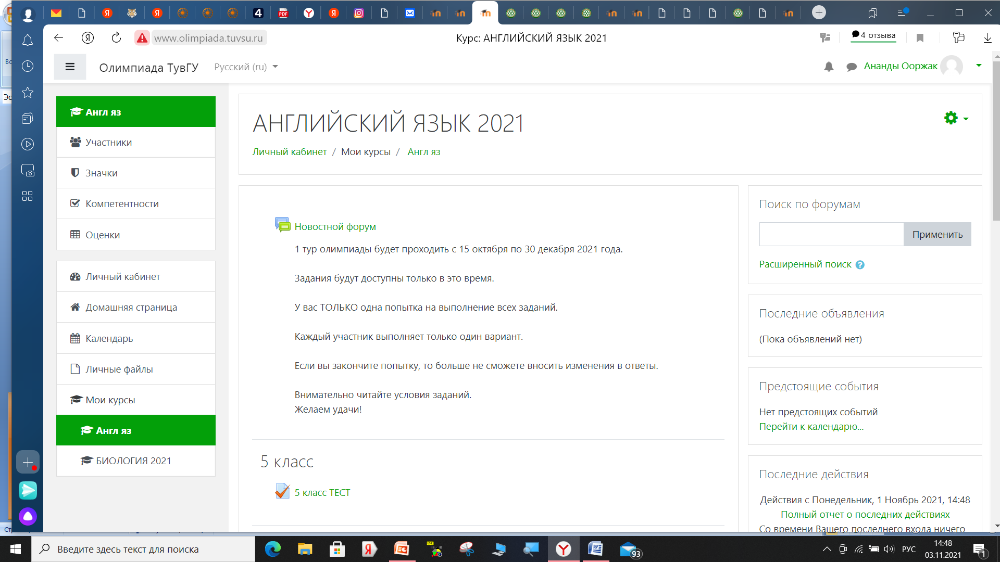 www.olimpiada.tuvsu.ru
Курс: АНГЛИЙСКИЙ ЯЗЫК 2021
4 отзыва
Олимпиада ТувГУ
Русский (ru)
Ананды Ооржак
Англ яз
Участники
Значки
Компетентности
Оценки
Личный кабинет
Домашняя страница
Календарь
Личные файлы
Мои курсы
Англ яз
БИОЛОГИЯ 2021
АНГЛИЙСКИЙ ЯЗЫК 2021
Личный кабинет / Мои курсы / Англ яз
Новостной форум
1 тур олимпиады будет проходить с 15 октября по 30 декабря 2021 года.
Задания будут доступны только в это время.
У вас ТОЛЬКО одна попытка на выполнение всех заданий.
Каждый участник выполняет только один вариант.
Если вы закончите попытку, то больше не сможете вносить изменения в ответы.
Внимательно читайте условия заданий.
Желаем удачи!
5 класс
5 класс ТЕСТ
Поиск по форумам
Применить
Расширенный поиск
Последние объявления
(Пока объявлений нет)
Предстоящие события
Нет предстоящих событий
Перейти к календарю...
Последние действия
Действия с Понедельник, 1 Ноябрь 2021, 14:48
Полный отчет о последних действиях
Со времени Вашего последнего входа ничего
Введите здесь текст для поиска
93
РУС
14:48
03.11.2021
1